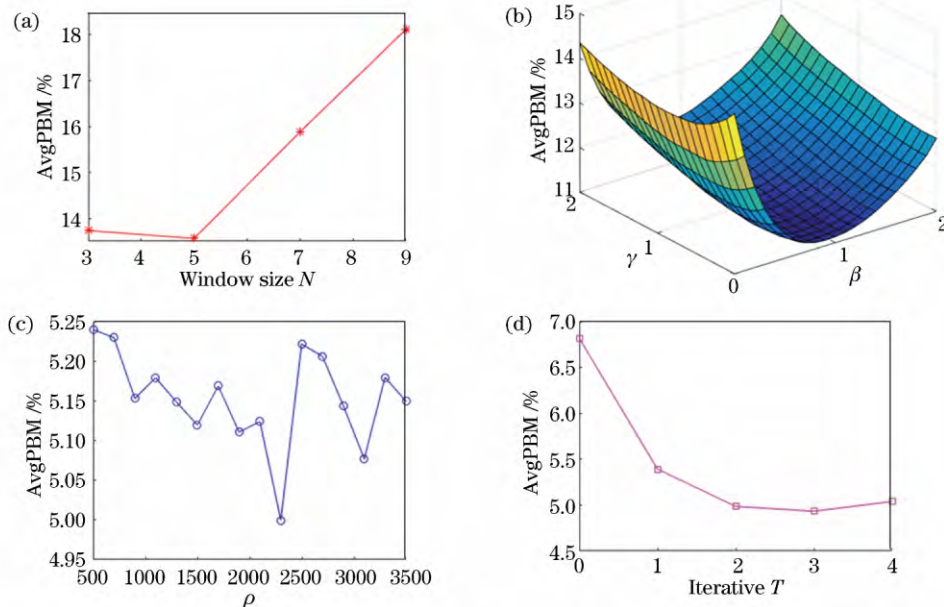 (a)
18
17
16
15
14
AvgPBM /%
3 4 5 6 7 8 9
Window size N
(b)
15
14
13
12
11
AvgPBM /%
2
1
0
γ
1
2
β
(c)
5.25
5.20
5.15
5.10
5.05
5.00
4.95
AvgPBM /%
500 1000 1500 2000 2500 3000 3500
ρ
(d)
7.0
6.5
6.0
5.5
5.0
4.5
AvgPBM /%
0 1 2 3 4
Iterative T